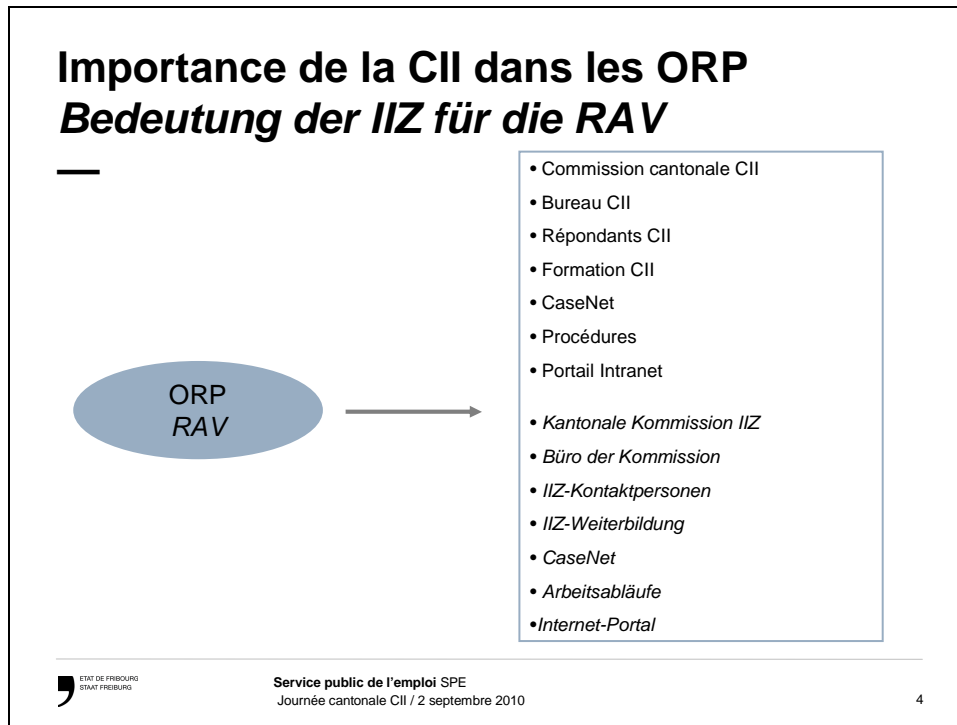 Importance de la CII dans les ORP
Bedeutung der IIZ für die RAV
• Commission cantonale CII
• Bureau CII
• Répondants CII
• Formation CII
• CaseNet
• Procédures
• Portail Intranet
ORP
RAV
• Kantonale Kommission IIZ
• Büro der Kommission
• IIZ-Kontaktpersonen
• IIZ-Weiterbildung
• CaseNet
• Arbeitsabläufe
•Internet-Portal
ETAT DE FRIBOURG
STAAT FREIBURG
Service public de l'emploi SPE
Journée cantonale CII / 2 septembre 2010
4